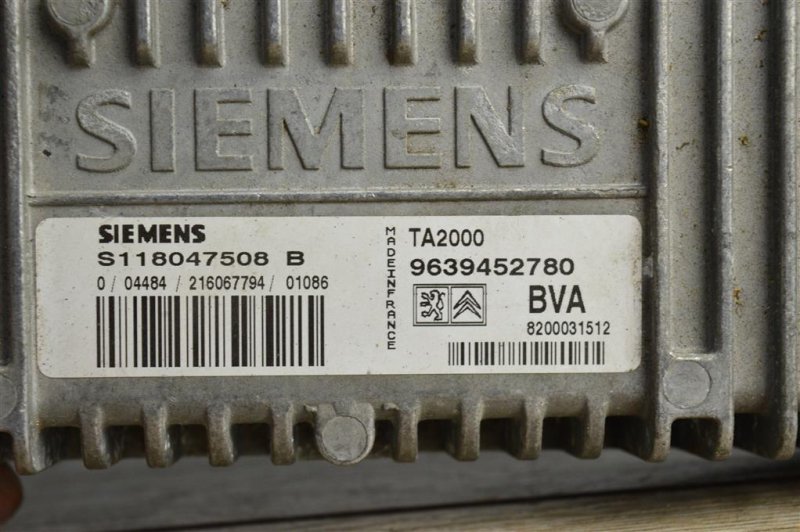 SIEMENS
SIEMENS
S118047508 B
0 / 04484 / 216067794 / 01086
MADEINFRANCE
TA2000
9639452780
BVA
8200031512